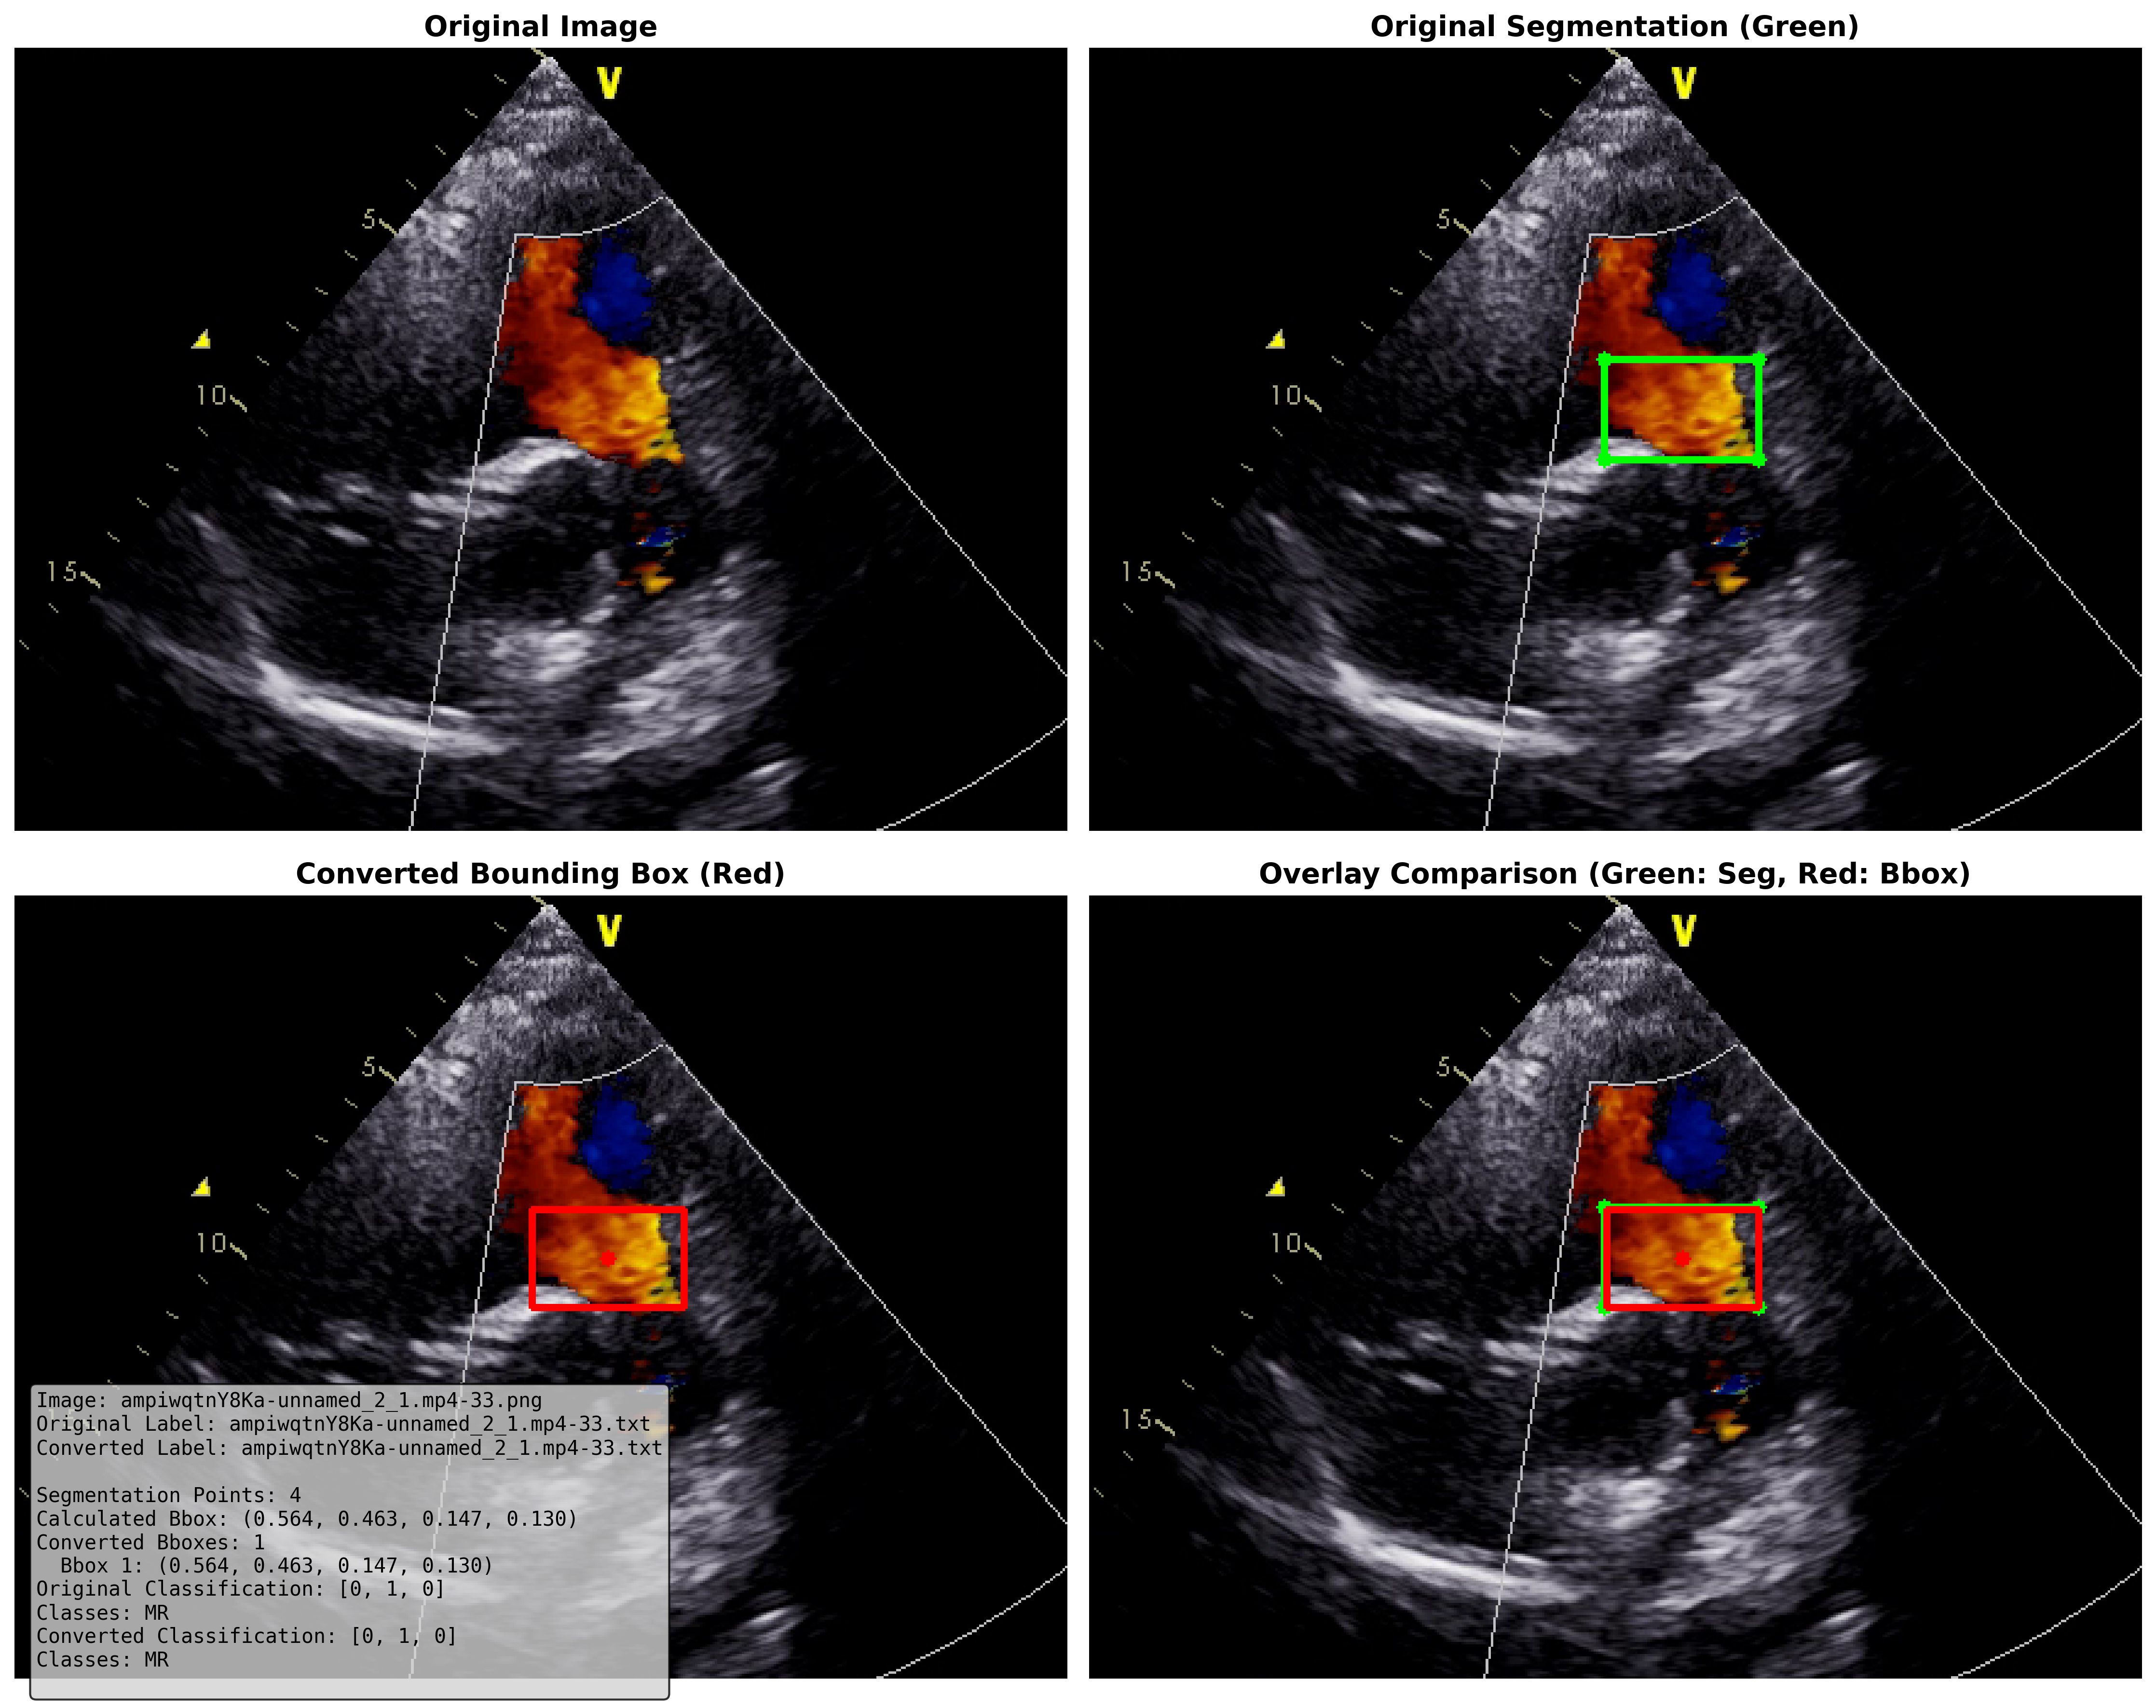 Original Image
Original Segmentation (Green)
V
5
10
15
V
5
10
15
Converted Bounding Box (Red)
Overlay Comparison (Green: Seg, Red: Bbox)
V
5
10
V
5
10
15
Image: ampiwqtnY8Ka-unnamed_2_1.mp4-33.png
Original Label: ampiwqtnY8Ka-unnamed_2_1.mp4-33.txt
Converted Label: ampiwqtnY8Ka-unnamed_2_1.mp4-33.txt
Segmentation Points: 4
Calculated Bbox: (0.564, 0.463, 0.147, 0.130)
Converted Bboxes: 1
Bbox 1: (0.564, 0.463, 0.147, 0.130)
Original Classification: [0, 1, 0]
Classes: MR
Converted Classification: [0, 1, 0]
Classes: MR